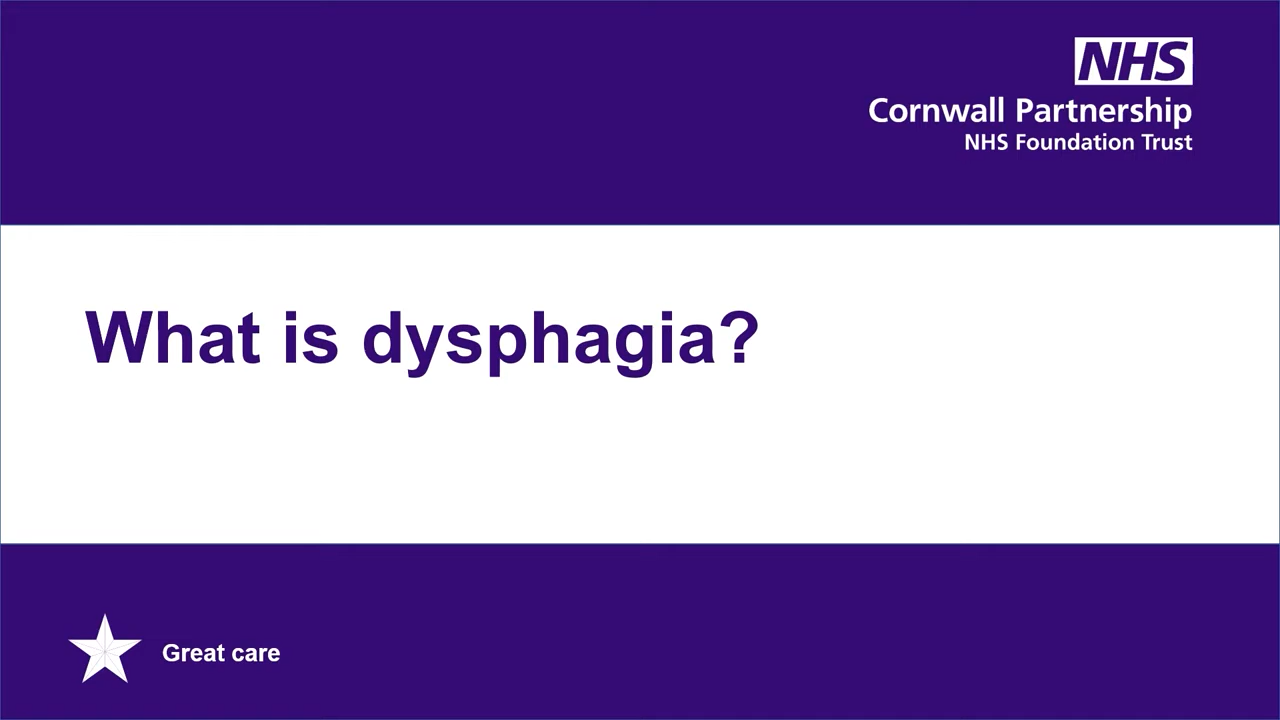 NHS
Cornwall Partnership
NHS Foundation Trust
What is dysphagia?
Great care